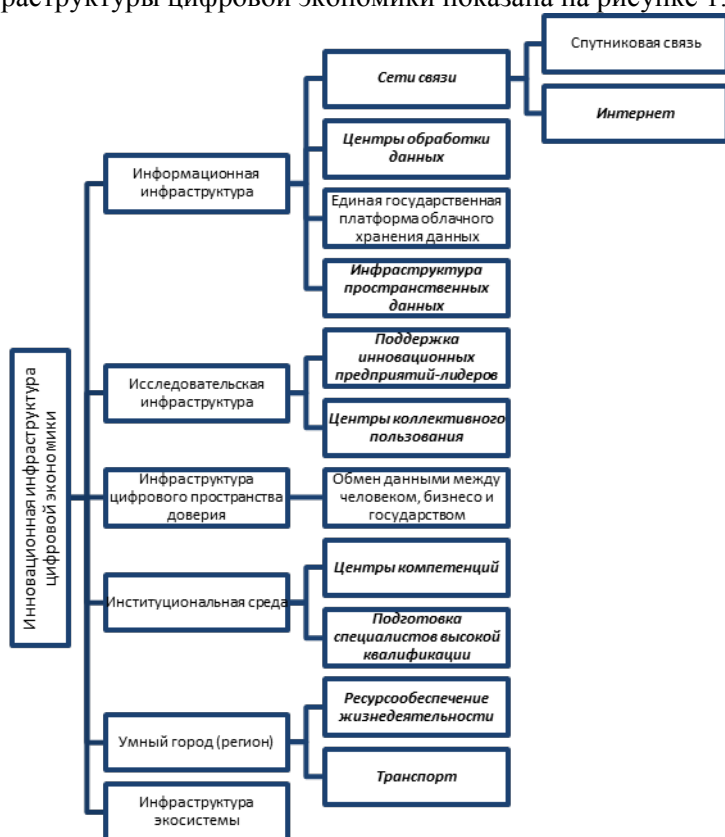 раструктуры цифровой экономики показана на рисунке 1.
Инновационная инфраструктура
цифровой экономики
Информационная
инфраструктура
Сети связи
Спутниковая связь
Интернет
Центры обработки
данных
Единая государственная
платформа облачного
хранения данных
Инфраструктура
пространственных
данных
Исследовательская
инфраструктура
Поддержка
инновационных
предприятий-лидеров
Центры коллективного
пользования
Инфраструктура
цифрового пространства
доверия
Обмен данными между
человеком, бизнесо и
государством
Институциональная среда
Центры компетенций
Подготовка
специалистов высокой
квалификации
Умный город (регион)
Ресурсообеспечение
жизнедеятельности
Транспорт
Инфраструктура
экосистемы